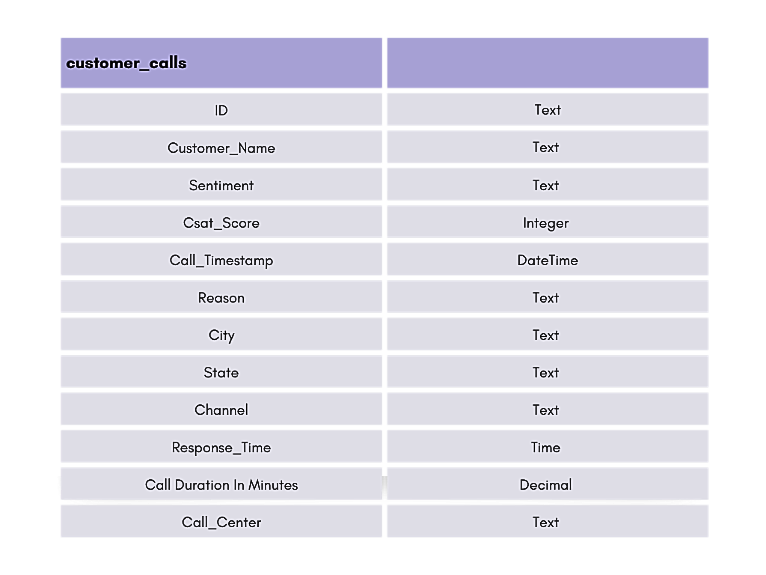 customer_calls
ID Text
Customer_Name Text
Sentiment Text
Csat_Score Integer
Call_Timestamp DateTime
Reason Text
City Text
State Text
Channel Text
Response_Time Time
Call Duration In Minutes Decimal
Call_Center Text